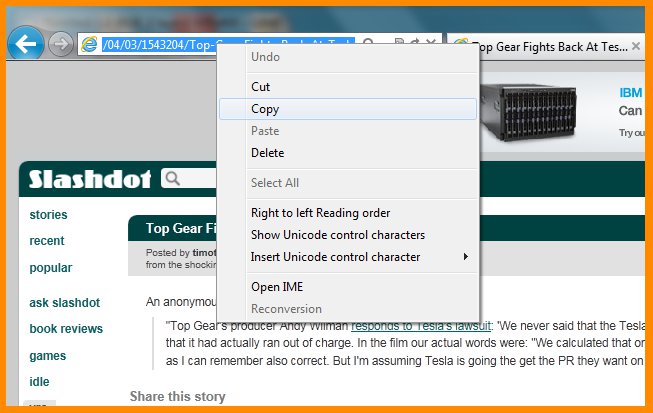 /04/03/1543204/Top-Gear-Fights-Back-At-Tesl
Top Gear Fights Back At Tes...
Undo
Cut
Copy
Paste
Delete
Select All
Right to left Reading order
Show Unicode control characters
Insert Unicode control character
Open IME
Reconversion
IBM
Can
Try ou
Slashdot
stories
recent
popular
ask slashdot
book reviews
games
idle
Top Gear Fi
Posted by timot
from the shockin
An anonymou
"Top Gear's producer Andy Wilman responds to Tesla's lawsuit: 'We never said that the Tesla
that it had actually ran out of charge. In the film our actual words were: "We calculated that on
as I can remember also correct. But I'm assuming Tesla is going the get the PR they want on
Share this story